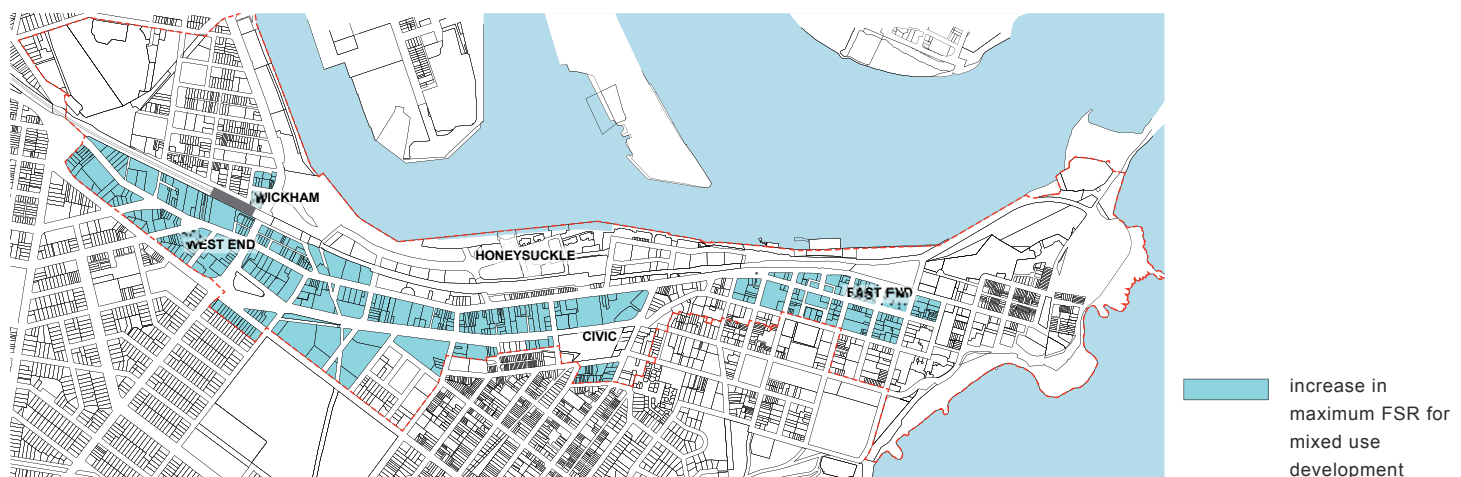 WICKHAM
WEST END
HONEYSUCKLE
EAST END
CIVIC
increase in
maximum FSR for
mixed use
development